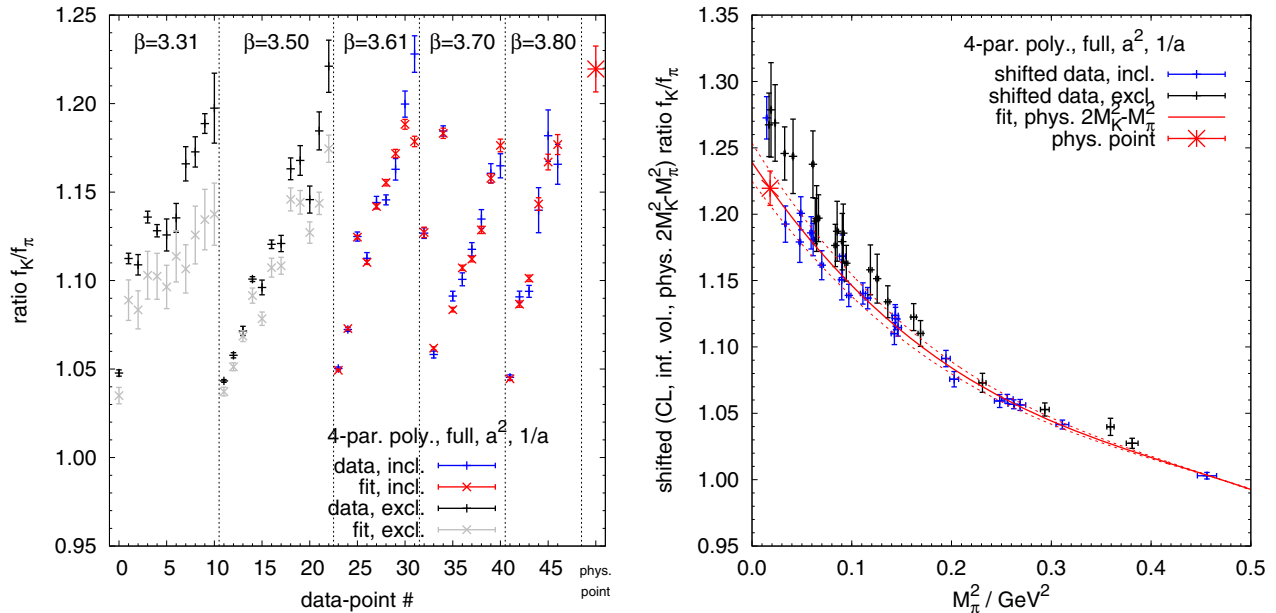 1.25
1.20
1.15
1.10
1.05
1.00
0.95
ratio f_K/f_π
β=3.31
β=3.50
β=3.61
β=3.70
β=3.80
4-par. poly., full, a², 1/a
data, incl.
fit, incl.
data, excl.
fit, excl.
0
10
20
30
40
45
phys.
point
data-point #
1.35
1.30
1.25
1.20
1.15
1.10
1.05
1.00
0.95
shifted (CL, inf. vol., phys. 2M_K²-M_π²) ratio f_K/f_π
4-par. poly., full, a², 1/a
shifted data, incl.
shifted data, excl.
fit, phys. 2M_K²-M_π²
phys. point
0.0
0.1
0.2
0.3
0.4
0.5
M_π² / GeV²